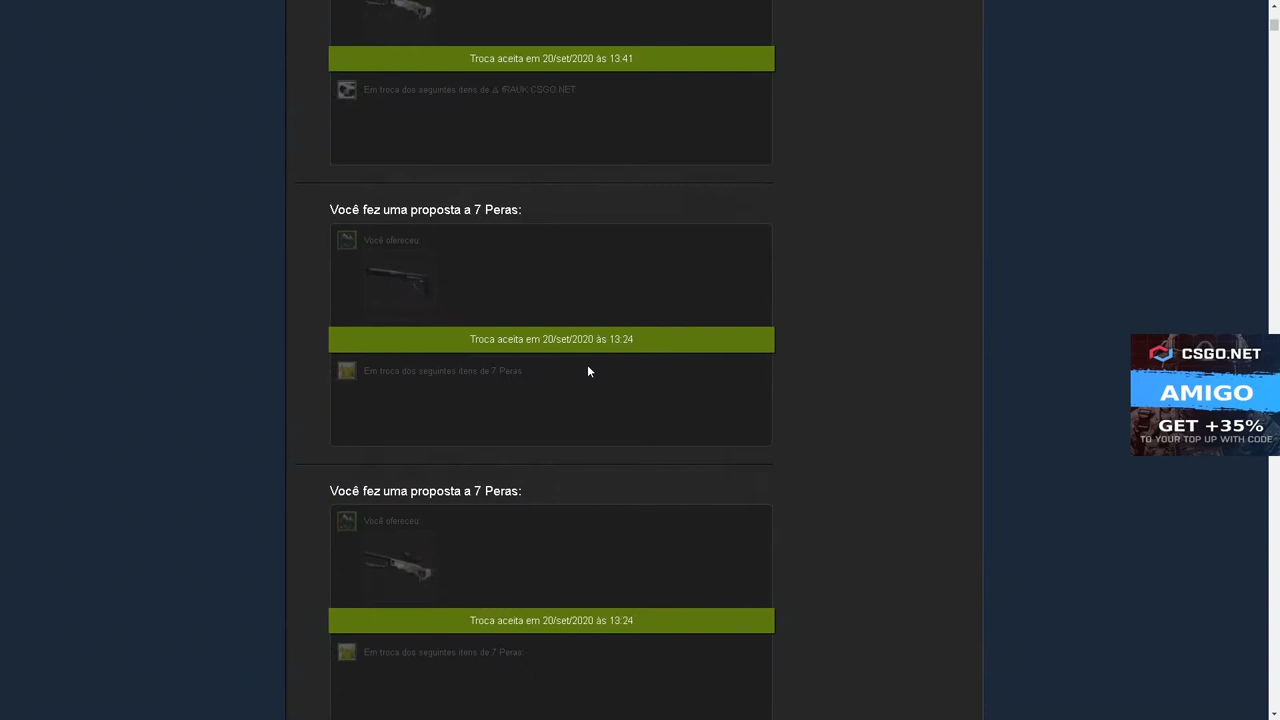 Troca aceita em 20/set/2020 às 13:41
Em troca dos seguintes itens de ⚠ fRAUK CSGO.NET
Você fez uma proposta a 7 Peras:
Você ofereceu:
Troca aceita em 20/set/2020 às 13:24
Em troca dos seguintes itens de 7 Peras
CSGO.NET
AMIGO
GET +35%
TO YOUR TOP UP WITH CODE
Você fez uma proposta a 7 Peras:
Você ofereceu:
Troca aceita em 20/set/2020 às 13:24
Em troca dos seguintes itens de 7 Peras: